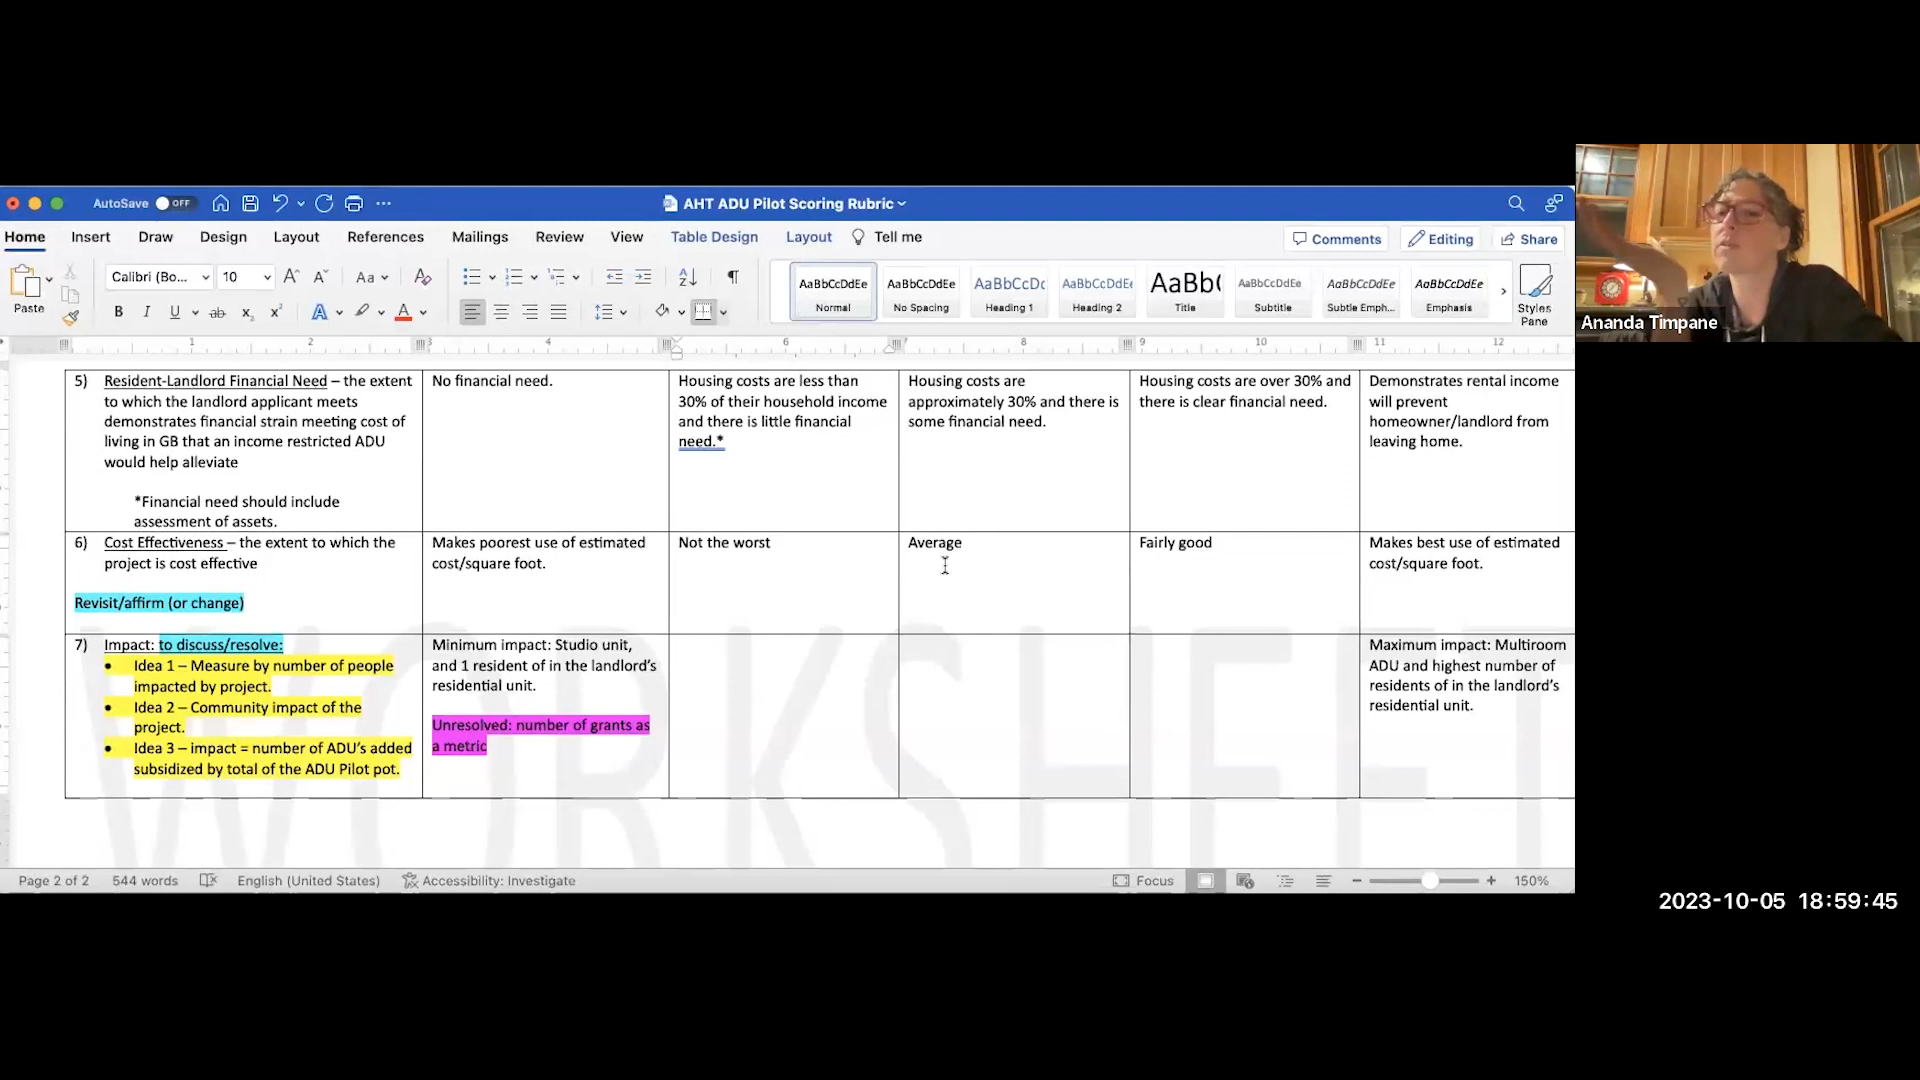 AutoSave OFF
AHT ADU Pilot Scoring Rubric
Home Insert Draw Design Layout References Mailings Review View Table Design Layout Tell me
Comments Editing Share
Paste
Calibri (Bo... 10
AaBbCcDdEe Normal
AaBbCcDdEe No Spacing
AaBbCcDc Heading 1
AaBbCcDdEe Heading 2
AaBb( Title
AaBbCcDdEe Subtitle
AaBbCcDdEe Subtle Emph...
AaBbCcDdEe Emphasis
Styles
Pane
1 2 3 4 6 7 8 9 10 11 12
5) Resident-Landlord Financial Need – the extent
to which the landlord applicant meets
demonstrates financial strain meeting cost of
living in GB that an income restricted ADU
would help alleviate
*Financial need should include
assessment of assets.
No financial need.
Housing costs are less than
30% of their household income
and there is little financial
need.*
Housing costs are
approximately 30% and there is
some financial need.
Housing costs are over 30% and
there is clear financial need.
Demonstrates rental income
will prevent
homeowner/landlord from
leaving home.
6) Cost Effectiveness – the extent to which the
project is cost effective
Revisit/affirm (or change)
Makes poorest use of estimated
cost/square foot.
Not the worst
Average
Fairly good
Makes best use of estimated
cost/square foot.
7) Impact: to discuss/resolve:
• Idea 1 – Measure by number of people
impacted by project.
• Idea 2 – Community impact of the
project.
• Idea 3 – impact = number of ADU's added
subsidized by total of the ADU Pilot pot.
Minimum impact: Studio unit,
and 1 resident of in the landlord's
residential unit.
Unresolved: number of grants as
a metric
Maximum impact: Multiroom
ADU and highest number of
residents of in the landlord's
residential unit.
WORKSHEET
Page 2 of 2 544 words English (United States) Accessibility: Investigate Focus 150%
Ananda Timpane
2023-10-05 18:59:45